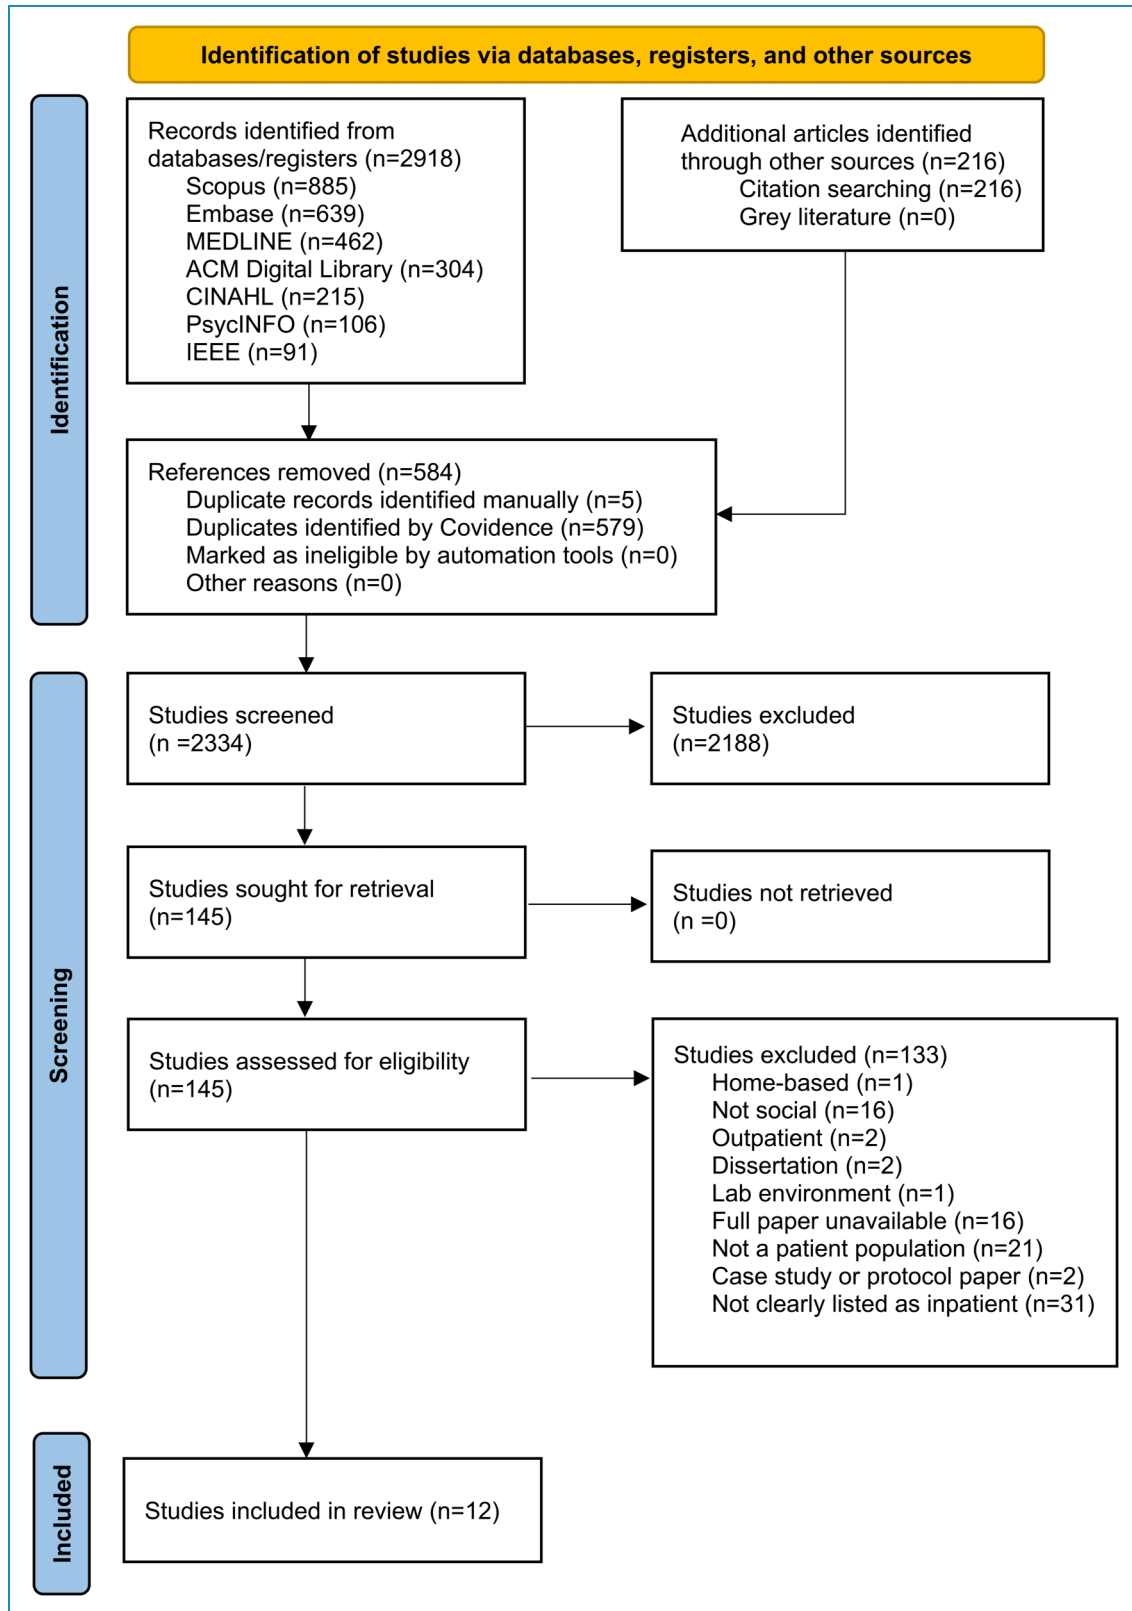 Identification of studies via databases, registers, and other sources
Identification
Records identified from
databases/registers (n=2918)
Scopus (n=885)
Embase (n=639)
MEDLINE (n=462)
ACM Digital Library (n=304)
CINAHL (n=215)
PsycINFO (n=106)
IEEE (n=91)
Additional articles identified
through other sources (n=216)
Citation searching (n=216)
Grey literature (n=0)
References removed (n=584)
Duplicate records identified manually (n=5)
Duplicates identified by Covidence (n=579)
Marked as ineligible by automation tools (n=0)
Other reasons (n=0)
Screening
Studies screened
(n =2334)
Studies excluded
(n=2188)
Studies sought for retrieval
(n=145)
Studies not retrieved
(n =0)
Studies assessed for eligibility
(n=145)
Studies excluded (n=133)
Home-based (n=1)
Not social (n=16)
Outpatient (n=2)
Dissertation (n=2)
Lab environment (n=1)
Full paper unavailable (n=16)
Not a patient population (n=21)
Case study or protocol paper (n=2)
Not clearly listed as inpatient (n=31)
Included
Studies included in review (n=12)